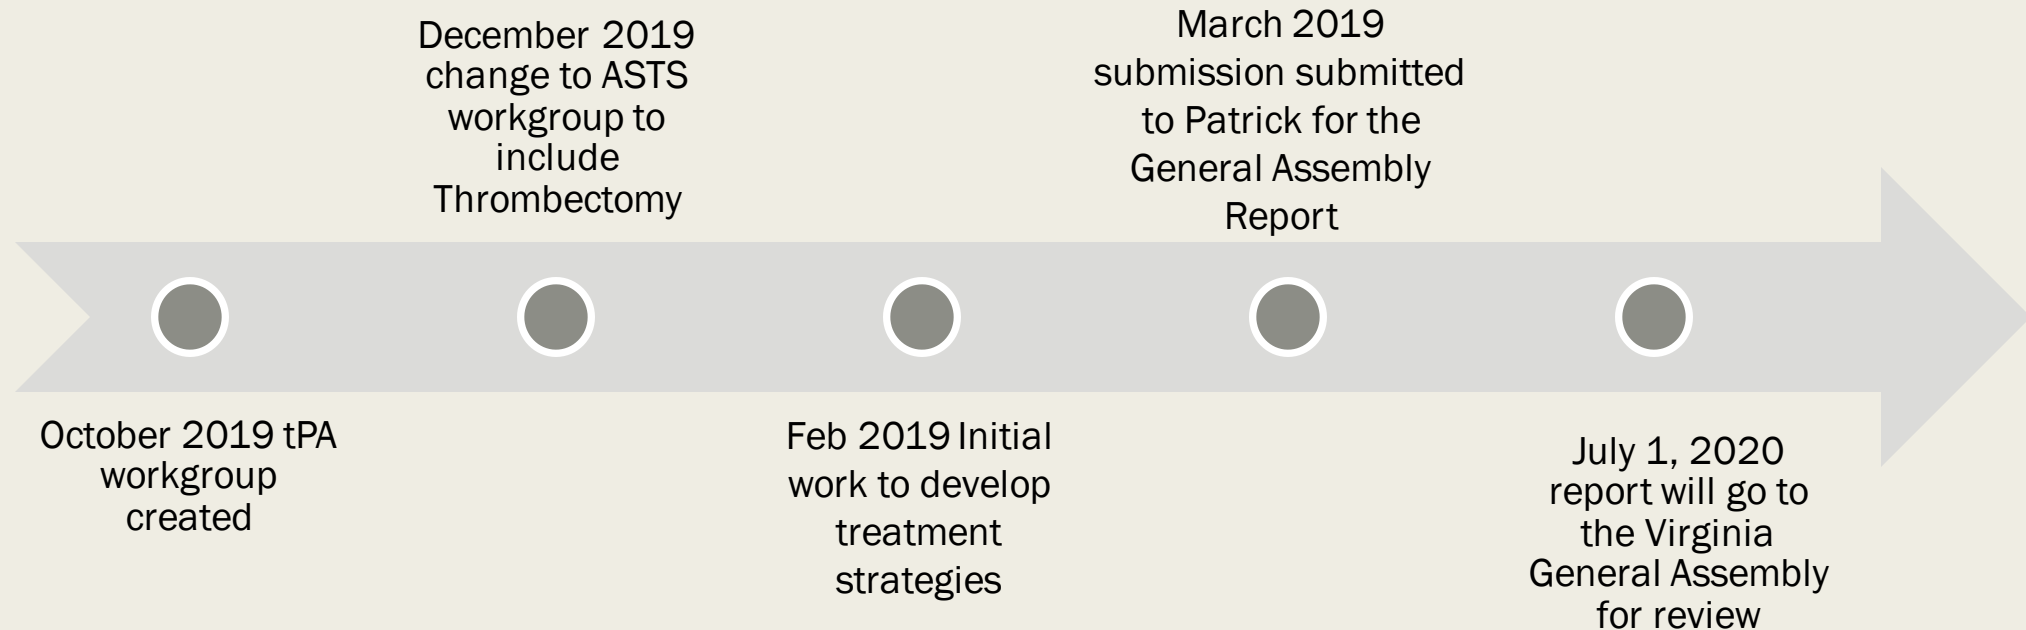 October 2019 tPA
workgroup
created
December 2019
change to ASTS
workgroup to
include
Thrombectomy
Feb 2019 Initial
work to develop
treatment
strategies
March 2019
submission submitted
to Patrick for the
General Assembly
Report
July 1, 2020
report will go to
the Virginia
General Assembly
for review